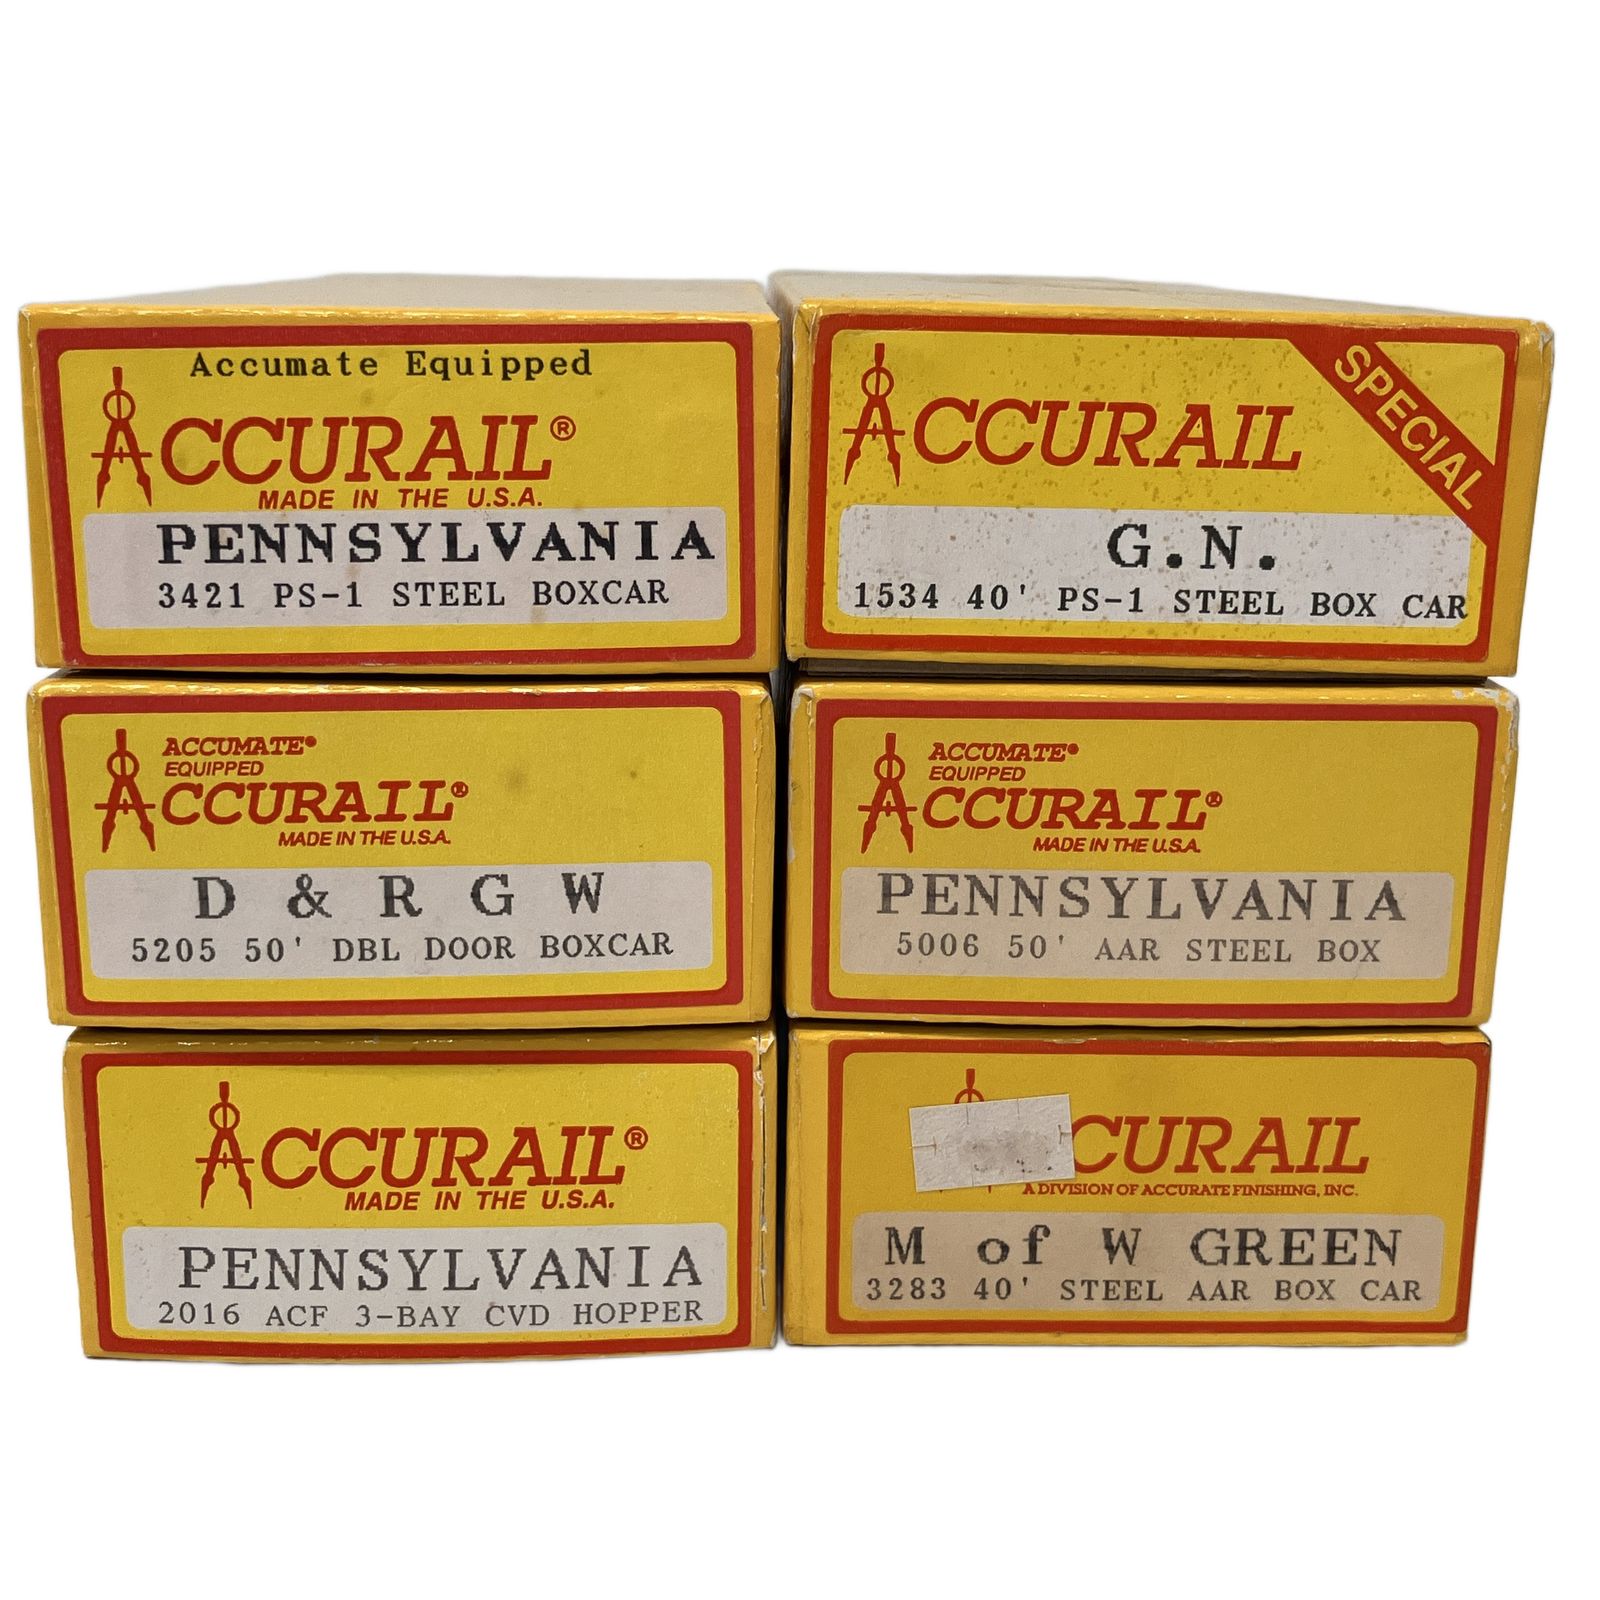 Accumate Equipped
ACCURAIL®
MADE IN THE U.S.A.
PENNSYLVANIA
3421 PS-1 STEEL BOXCAR
ACCURAIL
SPECIAL
G.N.
1534 40' PS-1 STEEL BOX CAR
ACCUMATE®
EQUIPPED
ACCURAIL®
MADE IN THE U.S.A.
D & R G W
5205 50' DBL DOOR BOXCAR
ACCUMATE®
EQUIPPED
ACCURAIL®
MADE IN THE U.S.A.
PENNSYLVANIA
5006 50' AAR STEEL BOX
ACCURAIL®
MADE IN THE U.S.A.
PENNSYLVANIA
2016 ACF 3-BAY CVD HOPPER
CURAIL
A DIVISION OF ACCURATE FINISHING, INC.
M of W GREEN
3283 40' STEEL AAR BOX CAR